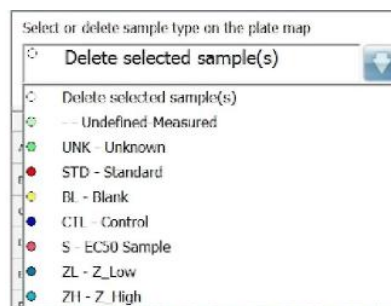 Select or delete sample type on the plate map
Delete selected sample(s)
Delete selected sample(s)
-- Undefined-Measured
UNK - Unknown
STD - Standard
BL - Blank
CTL - Control
S - EC50 Sample
ZL - Z_Low
ZH - Z_High